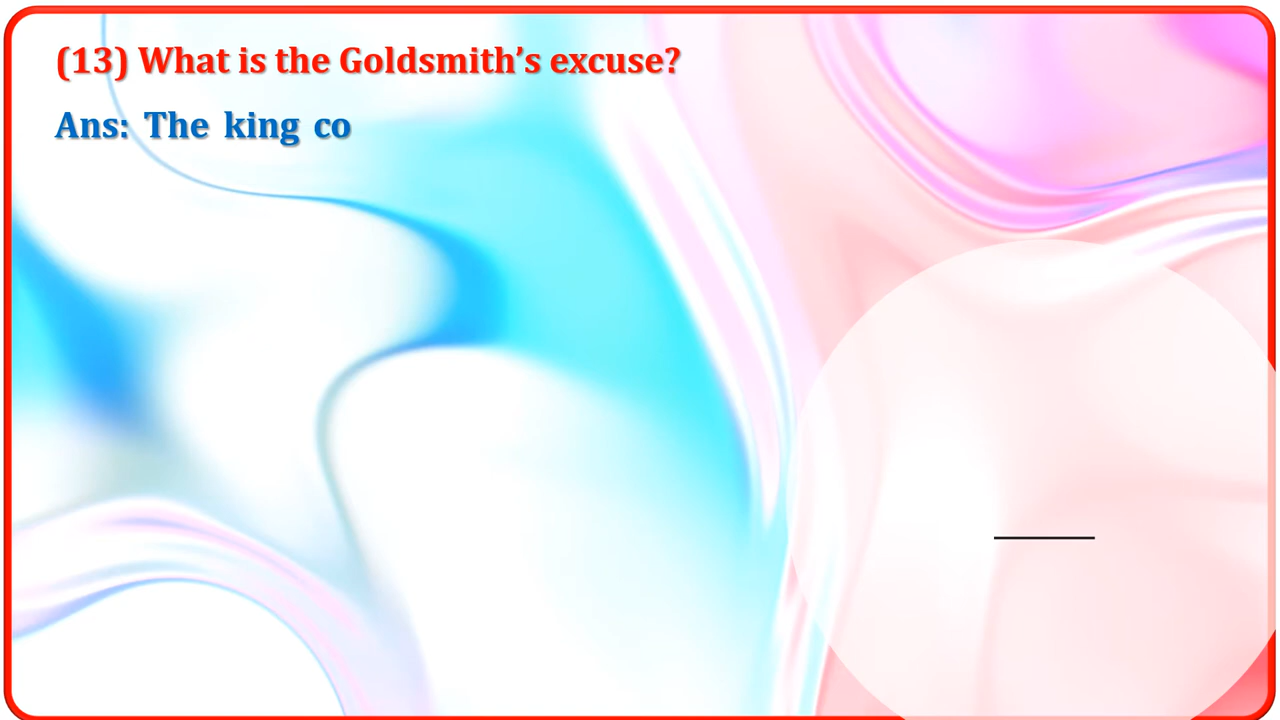 (13) What is the Goldsmith’s excuse?
Ans: The king co